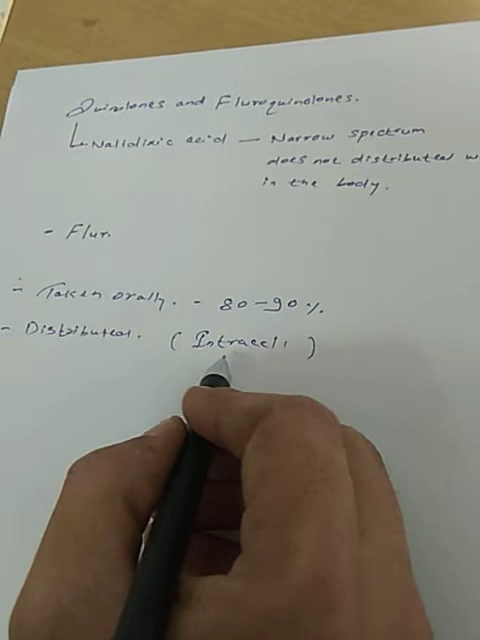 Quinolones and Fluroquinolones.
Nalidixic acid — Narrow spectrum
does not distributed w
in the body.
- Flur.
- Taken orally. - 80-90%.
- Distributed. (Intracell)